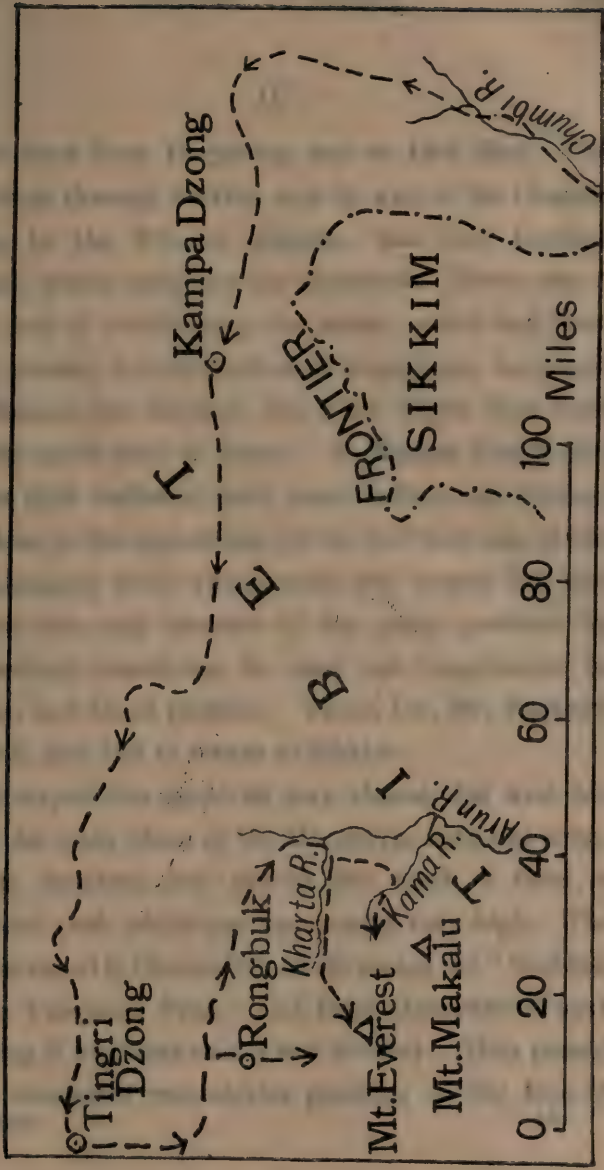 Chumbi R.
Kampa Dzong
FRONTIER
SIKKIM
TIBET
Tingri
Dzong
Rongbuk
Kharta R.
Kama R.
Arun R.
Mt. Everest
Mt. Makalu
0 20 40 60 80 100 Miles